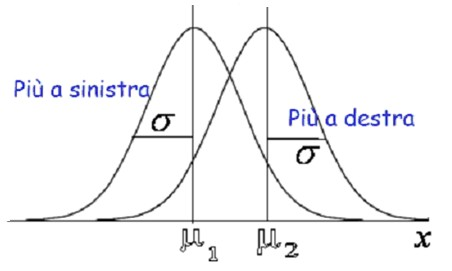 Più a sinistra
σ
Più a destra
σ
μ1 μ2 x